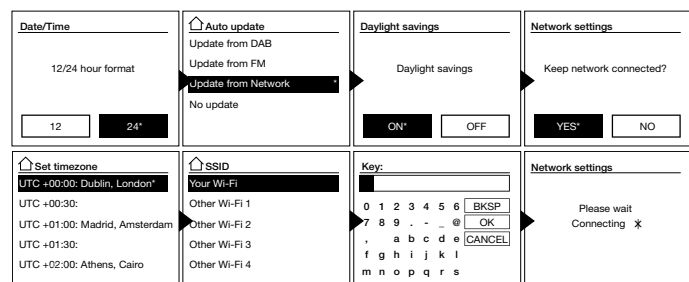 Date/Time
12/24 hour format
12 24*
Auto update
Update from DAB
Update from FM
Update from Network *
No update
Daylight savings
Daylight savings
ON* OFF
Network settings
Keep network connected?
YES* NO
Set timezone
UTC +00:00: Dublin, London*
UTC +00:30:
UTC +01:00: Madrid, Amsterdam
UTC +01:30:
UTC +02:00: Athens, Cairo
SSID
Your Wi-Fi
Other Wi-Fi 1
Other Wi-Fi 2
Other Wi-Fi 3
Other Wi-Fi 4
Key:
0 1 2 3 4 5 6 BKSP
7 8 9 . - _ @ OK
, a b c d e CANCEL
f g h i j k l
m n o p q r s
Network settings
Please wait
Connecting